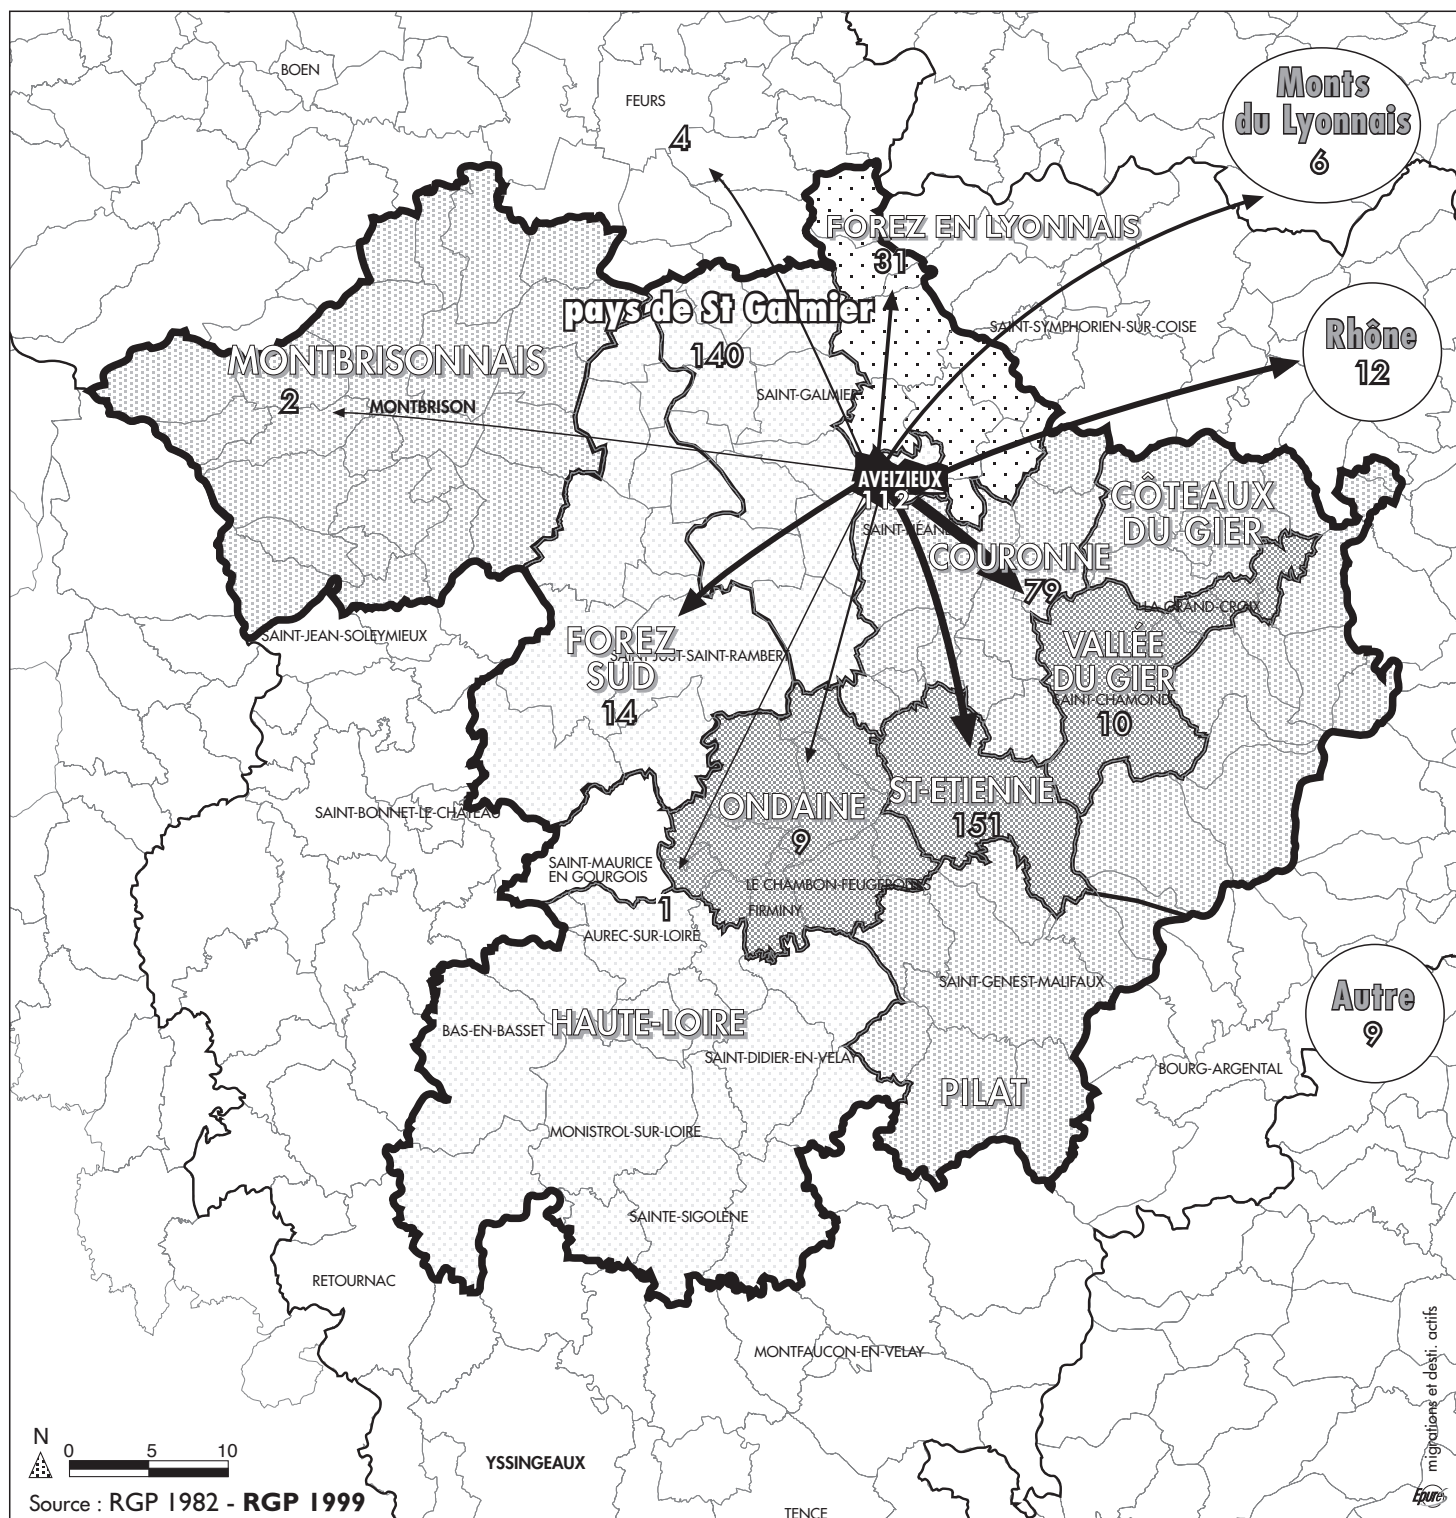 BOEN
FEURS
4
Monts
du Lyonnais
6
FOREZ EN LYONNAIS
31
pays de St Galmier
140
SAINT-SYMPHORIEN-SUR-COISE
Rhône
12
MONTBRISONNAIS
2
MONTBRISON
SAINT-GALMIER
AVEIZIEUX
112
CÔTEAUX
DU GIER
COURONNE
79
LA GRAND-CROIX
SAINT-JEAN-SOLEYMIEUX
FOREZ
SUD
14
SAINT-JUST-SAINT-RAMBERT
VALLÉE
DU GIER
SAINT-CHAMOND
10
SAINT-BONNET-LE-CHATEAU
ONDAINE
9
ST-ETIENNE
151
SAINT-MAURICE
EN GOURGOIS
LE CHAMBON-FEUGEROLLES
FIRMINY
1
AUREC-SUR-LOIRE
SAINT-GENEST-MALIFAUX
Autre
9
BAS-EN-BASSET
HAUTE-LOIRE
SAINT-DIDIER-EN-VELAY
BOURG-ARGENTAL
PILAT
MONISTROL-SUR-LOIRE
SAINTE-SIGOLENE
RETOURNAC
MONTFAUCON-EN-VELAY
YSSINGEAUX
TENCE
N
0 5 10
Source : RGP 1982 - RGP 1999
migrations et desti. actifs
Epures